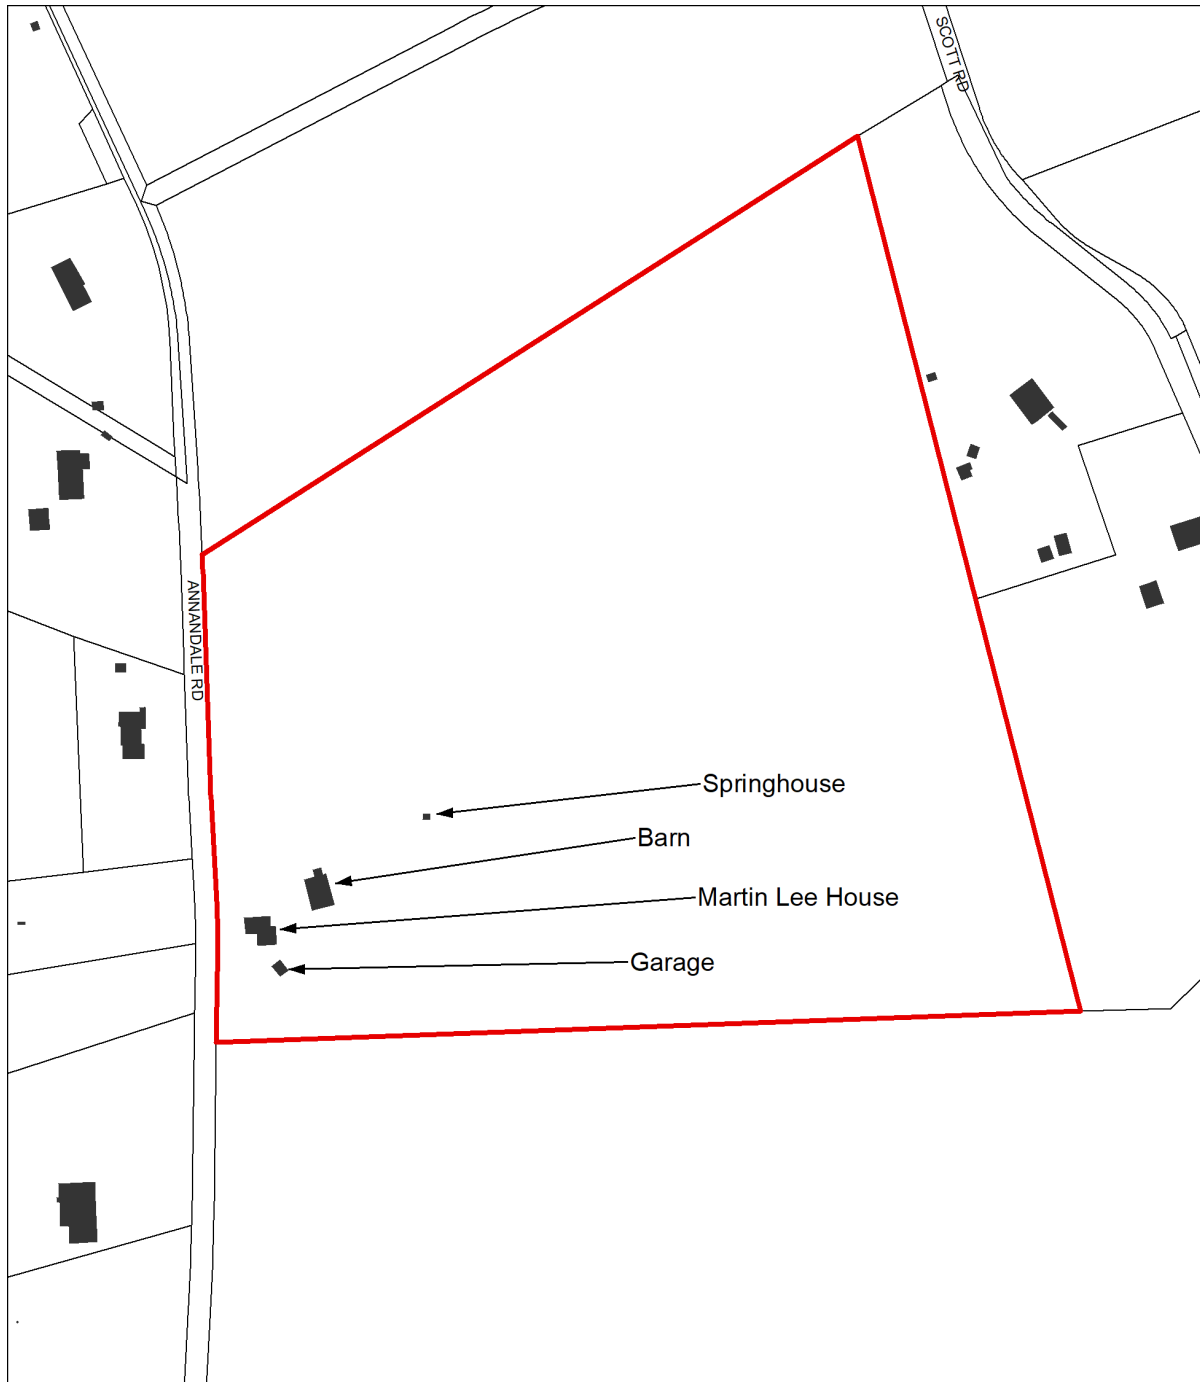 SCOTT RD
ANNANDALE RD
Springhouse
Barn
Martin Lee House
Garage